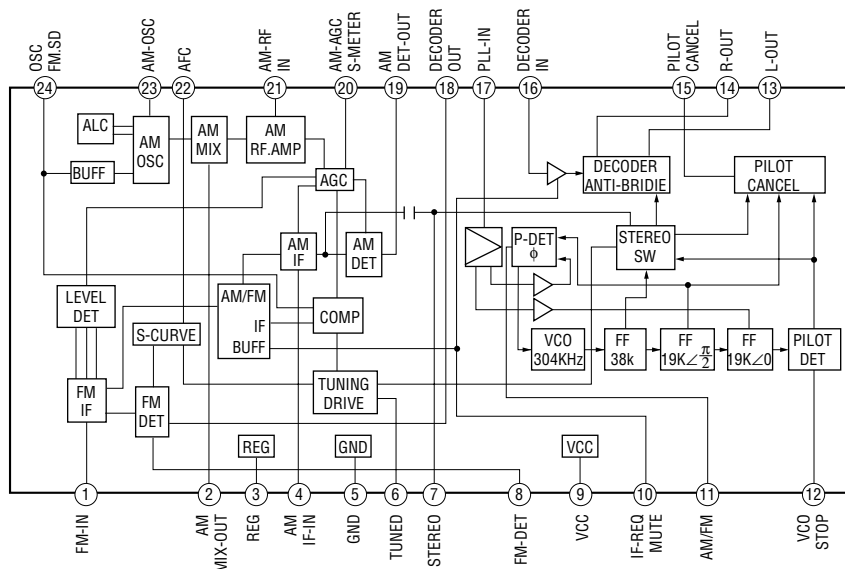 OSC
FM.SD
AM-OSC
AFC
AM-RF
IN
AM-AGC
S-METER
AM
DET-OUT
DECODER
OUT
PLL-IN
DECODER
IN
PILOT
CANCEL
R-OUT
L-OUT
24
23
22
21
20
19
18
17
16
15
14
13
ALC
AM
OSC
AM
MIX
AM
RF.AMP
BUFF
AGC
DECODER
ANTI-BRIDIE
PILOT
CANCEL
AM
IF
AM
DET
P-DET
ϕ
STEREO
SW
LEVEL
DET
AM/FM
IF
BUFF
COMP
S-CURVE
VCO
304KHz
FF
38k
FF
19K∠π/2
FF
19K∠0
PILOT
DET
FM
IF
FM
DET
TUNING
DRIVE
REG
GND
VCC
1
2
3
4
5
6
7
8
9
10
11
12
FM-IN
AM
MIX-OUT
REG
AM
IF-IN
GND
TUNED
STEREO
FM-DET
VCC
IF-REQ
MUTE
AM/FM
VCO
STOP